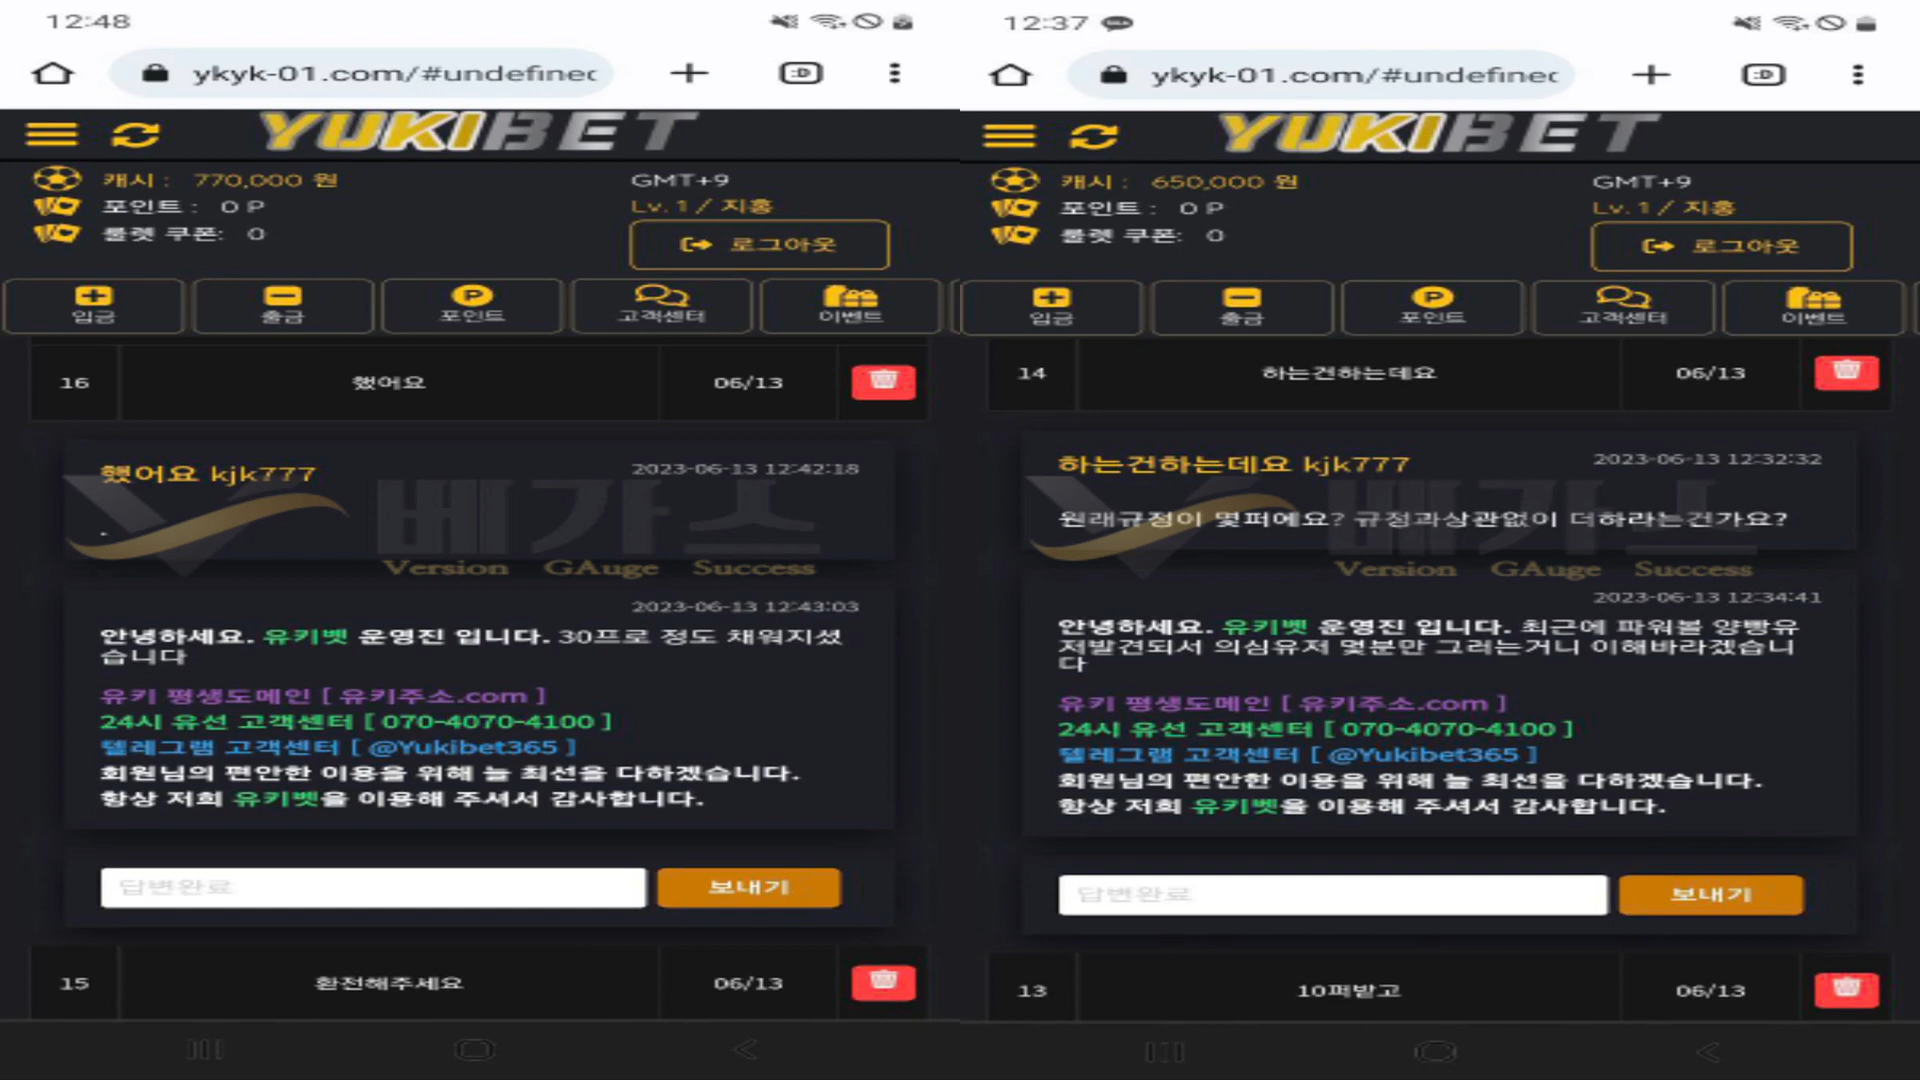 12:48
ykyk-01.com/#undefined
YUKIBET
캐시 : 770,000 원
GMT+9
포인트 : 0 P
Lv.1 / 지홍
룰렛 쿠폰: 0
로그아웃
입금
출금
포인트
고객센터
이벤트
16
했어요
06/13
했어요 kjk777
2023-06-13 12:42:18
.
베가스
Version GAuge Success
2023-06-13 12:43:03
안녕하세요. 유키벳 운영진 입니다. 30프로 정도 채워지셨
습니다
유키 평생도메인 [ 유키주소.com ]
24시 유선 고객센터 [ 070-4070-4100 ]
텔레그램 고객센터 [ @Yukibet365 ]
회원님의 편안한 이용을 위해 늘 최선을 다하겠습니다.
항상 저희 유키벳을 이용해 주셔서 감사합니다.
답변완료
보내기
15
환전해주세요
06/13
12:37
ykyk-01.com/#undefined
YUKIBET
캐시 : 650,000 원
GMT+9
포인트 : 0 P
Lv.1 / 지홍
룰렛 쿠폰: 0
로그아웃
입금
출금
포인트
고객센터
이벤트
14
하는건하는데요
06/13
하는건하는데요 kjk777
2023-06-13 12:32:32
원래규정이 몇퍼에요? 규정과상관없이 더하라는건가요?
베가스
Version GAuge Success
2023-06-13 12:34:41
안녕하세요. 유키벳 운영진 입니다. 최근에 파워볼 양빵유
저발견되서 의심유저 몇분만 그러는거니 이해바라겠습니
다
유키 평생도메인 [ 유키주소.com ]
24시 유선 고객센터 [ 070-4070-4100 ]
텔레그램 고객센터 [ @Yukibet365 ]
회원님의 편안한 이용을 위해 늘 최선을 다하겠습니다.
항상 저희 유키벳을 이용해 주셔서 감사합니다.
답변완료
보내기
13
10퍼받고
06/13